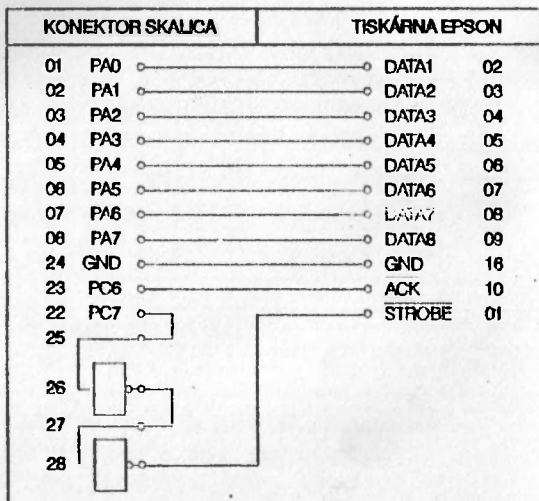 KONEKTOR SKALICA TISKÁRNA EPSON
01 PA0 DATA1 02
02 PA1 DATA2 03
03 PA2 DATA3 04
04 PA3 DATA4 05
05 PA4 DATA5 06
06 PA5 DATA6 07
07 PA6 DATA7 08
08 PA7 DATA8 09
24 GND GND 16
23 PC6 ACK 10
22 PC7 STROBE 01
25
26
27
28